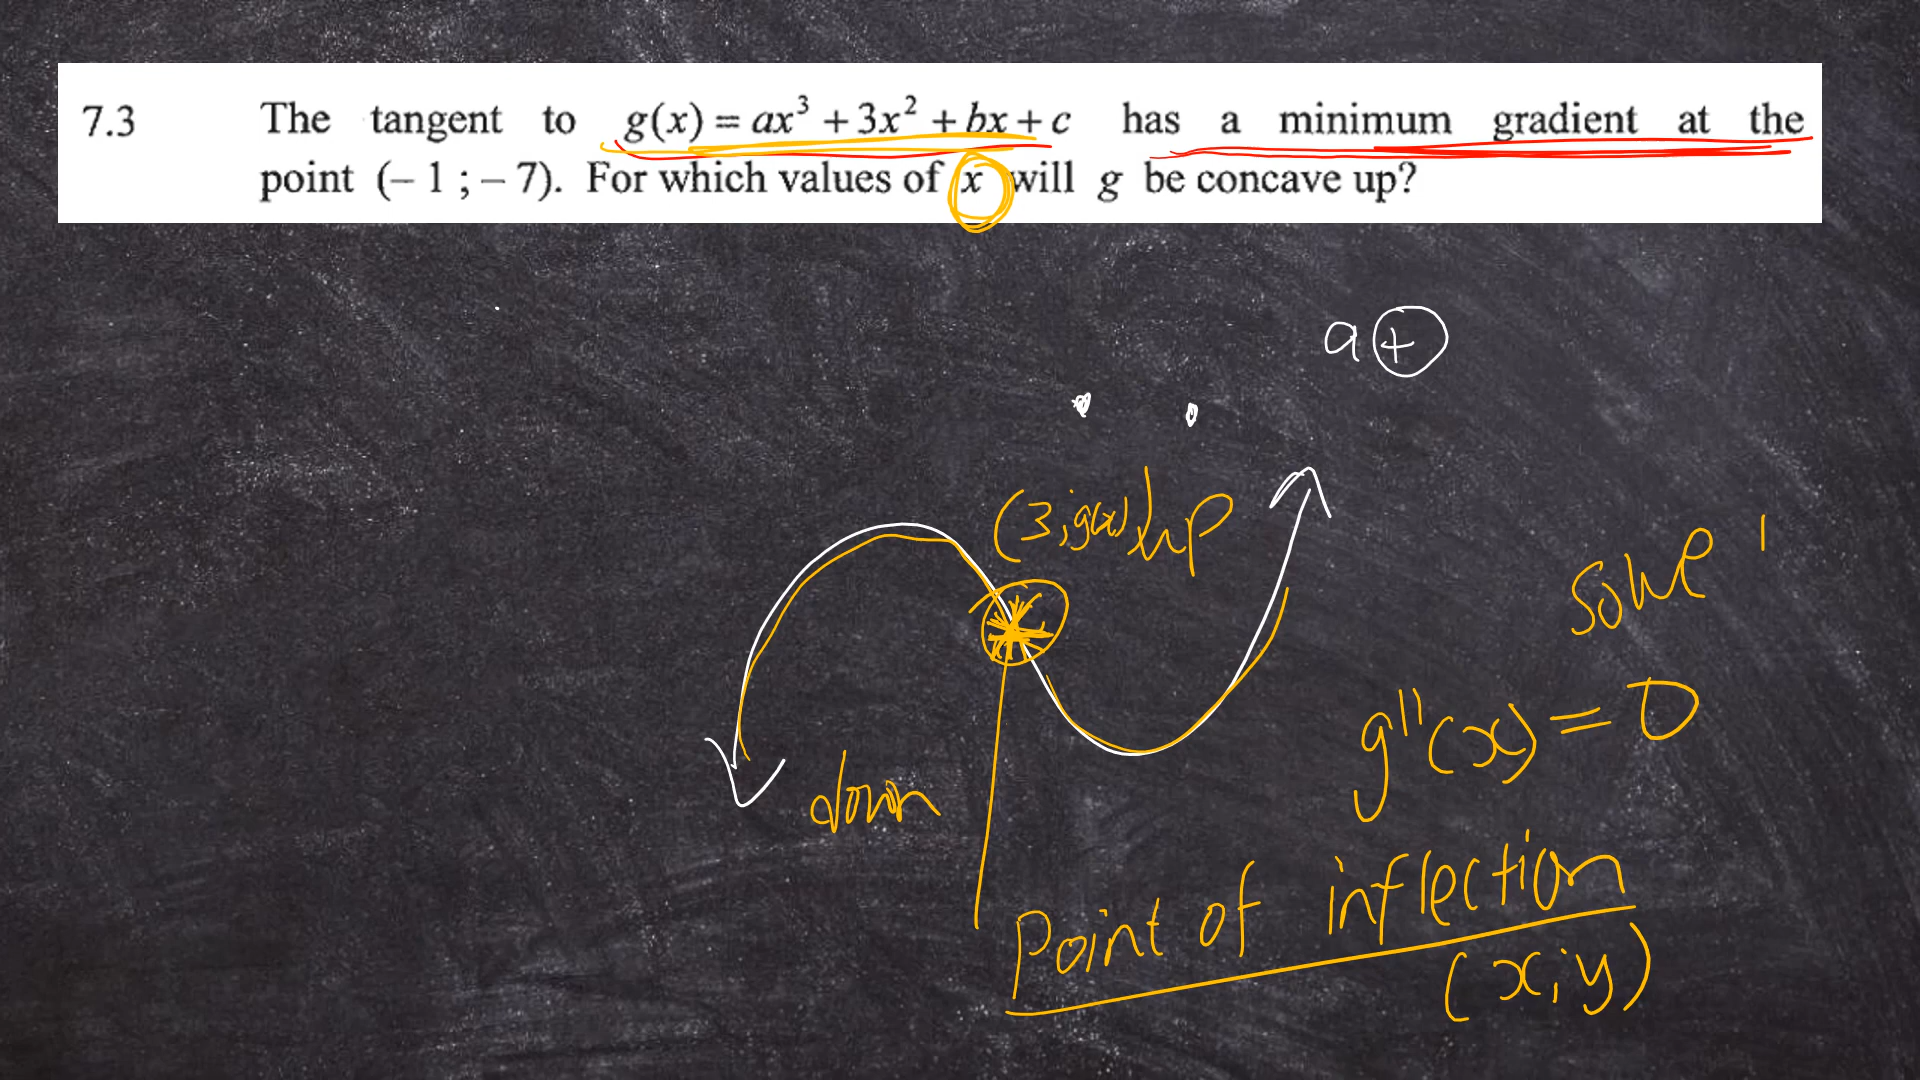 7.3 The tangent to g(x) = ax³ + 3x² + bx + c has a minimum gradient at the
point (– 1 ; – 7). For which values of x will g be concave up?
a +
(3;g(x)) up
solve
g''(x) = 0
down
Point of inflection
(x;y)